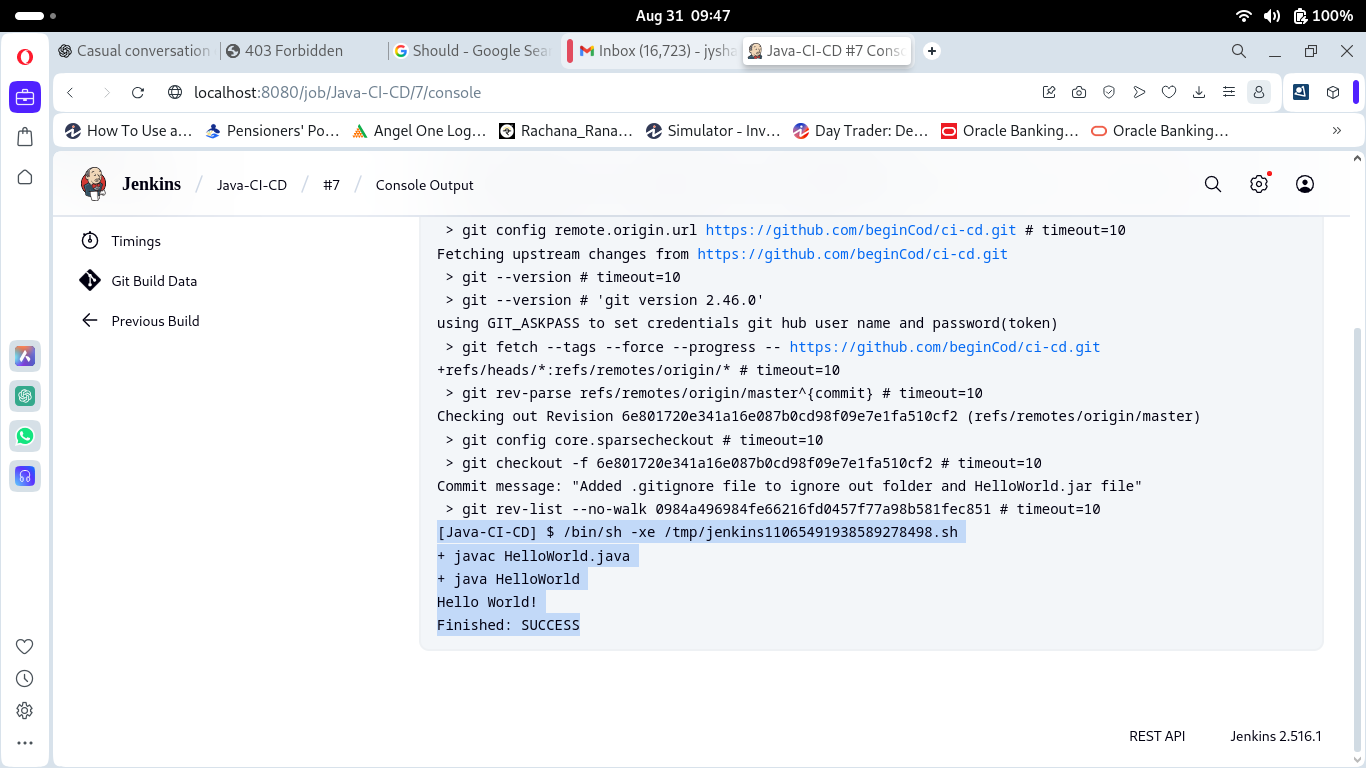 Aug 31 09:47
100%
Casual conversation
403 Forbidden
Should - Google Sea
Inbox (16,723) - jysha
Java-CI-CD #7 Conso
localhost:8080/job/Java-CI-CD/7/console
How To Use a...
Pensioners' Po...
Angel One Log...
Rachana_Rana...
Simulator - Inv...
Day Trader: De...
Oracle Banking...
Oracle Banking...
Jenkins / Java-CI-CD / #7 / Console Output
Timings
Git Build Data
Previous Build
> git config remote.origin.url https://github.com/beginCod/ci-cd.git # timeout=10
Fetching upstream changes from https://github.com/beginCod/ci-cd.git
> git --version # timeout=10
> git --version # 'git version 2.46.0'
using GIT_ASKPASS to set credentials git hub user name and password(token)
> git fetch --tags --force --progress -- https://github.com/beginCod/ci-cd.git
+refs/heads/*:refs/remotes/origin/* # timeout=10
> git rev-parse refs/remotes/origin/master^{commit} # timeout=10
Checking out Revision 6e801720e341a16e087b0cd98f09e7e1fa510cf2 (refs/remotes/origin/master)
> git config core.sparsecheckout # timeout=10
> git checkout -f 6e801720e341a16e087b0cd98f09e7e1fa510cf2 # timeout=10
Commit message: "Added .gitignore file to ignore out folder and HelloWorld.jar file"
> git rev-list --no-walk 0984a496984fe66216fd0457f77a98b581fec851 # timeout=10
[Java-CI-CD] $ /bin/sh -xe /tmp/jenkins11065491938589278498.sh
+ javac HelloWorld.java
+ java HelloWorld
Hello World!
Finished: SUCCESS
REST API
Jenkins 2.516.1